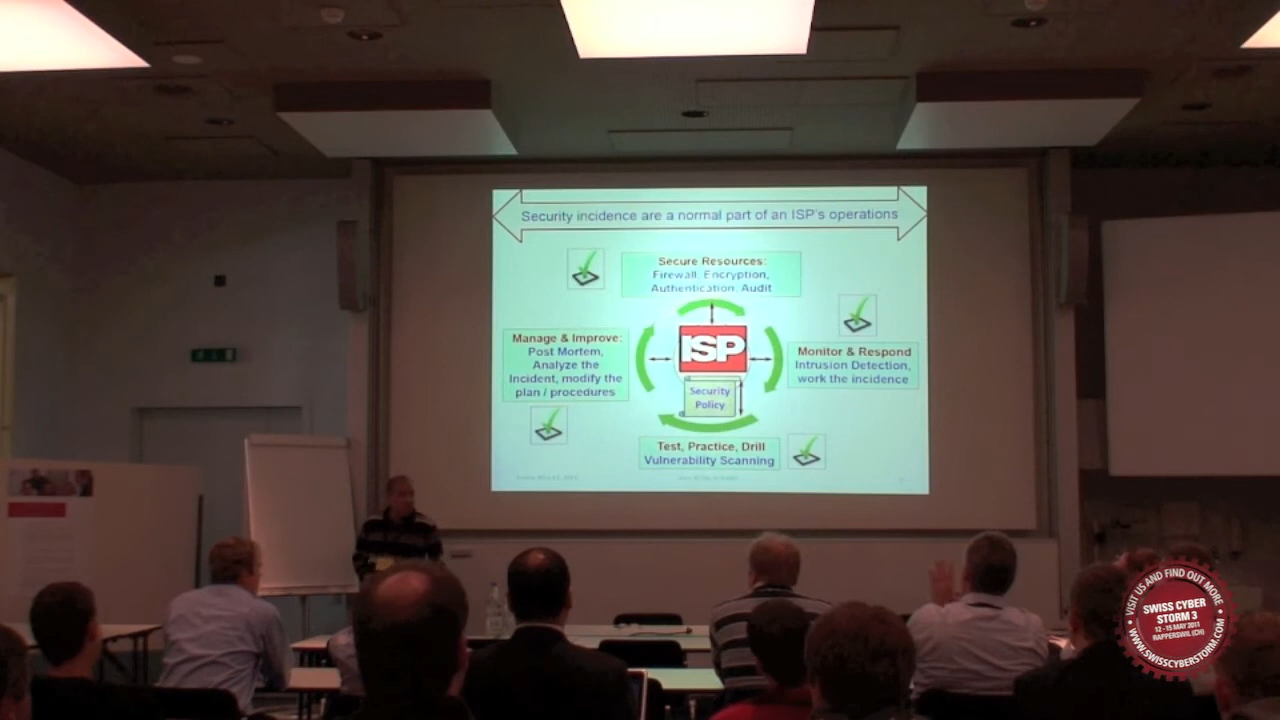 Security incidence are a normal part of an ISP's operations
Secure Resources:
Firewall, Encryption,
Authentication, Audit
Manage & Improve:
Post Mortem,
Analyze the
Incident, modify the
plan / procedures
ISP
Security
Policy
Monitor & Respond
Intrusion Detection,
work the incidence
Test, Practice, Drill
Vulnerability Scanning
VISIT US AND FIND OUT MORE
SWISS CYBER
STORM 3
12 - 15 MAY 2011
RAPPERSWIL (CH)
WWW.SWISSCYBERSTORM.COM